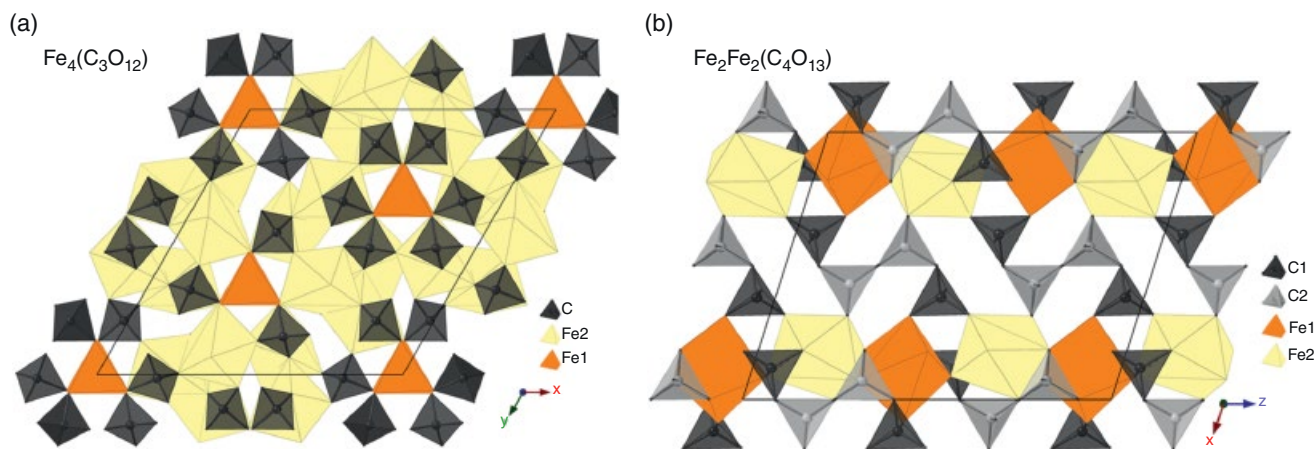 (a)
Fe₄(C₃O₁₂)
C
Fe2
Fe1
x
y
(b)
Fe₂Fe₂(C₄O₁₃)
C1
C2
Fe1
Fe2
z
x